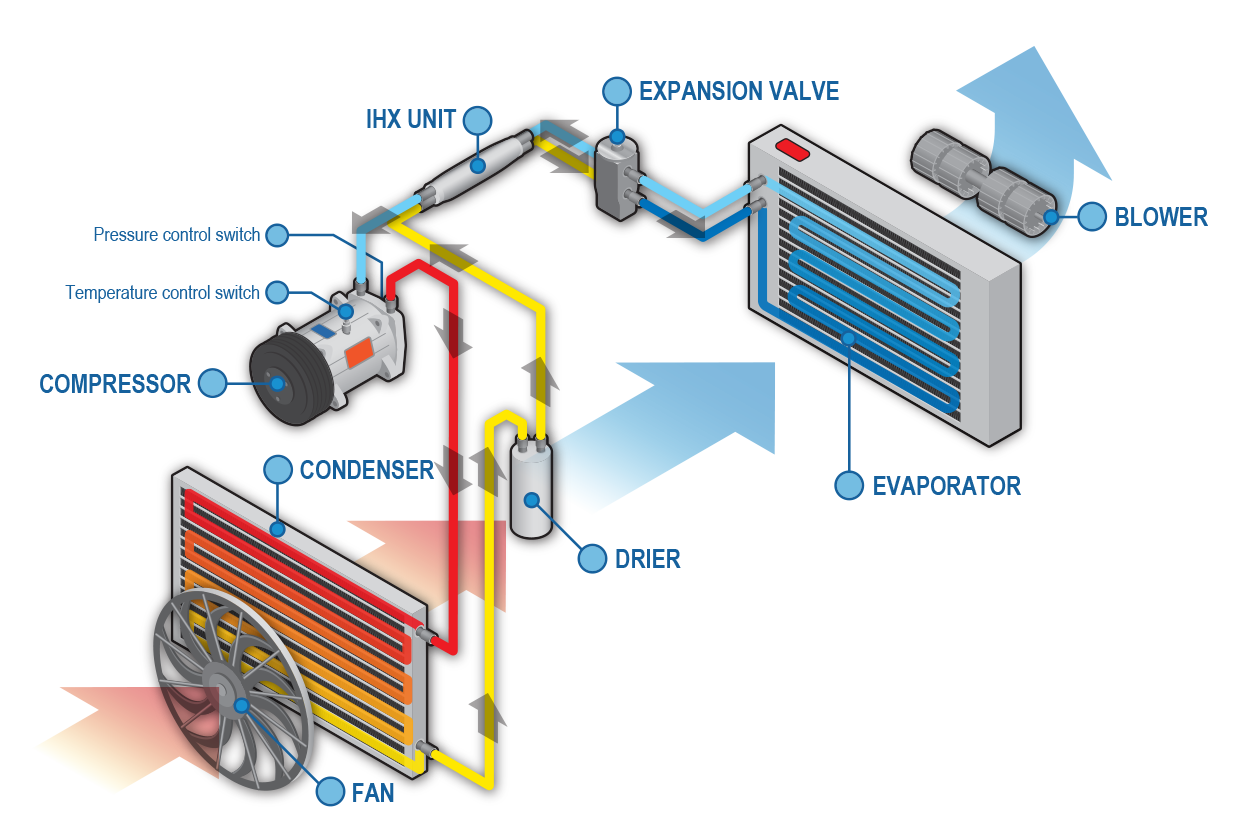 EXPANSION VALVE
IHX UNIT
BLOWER
Pressure control switch
Temperature control switch
COMPRESSOR
CONDENSER
EVAPORATOR
DRIER
FAN